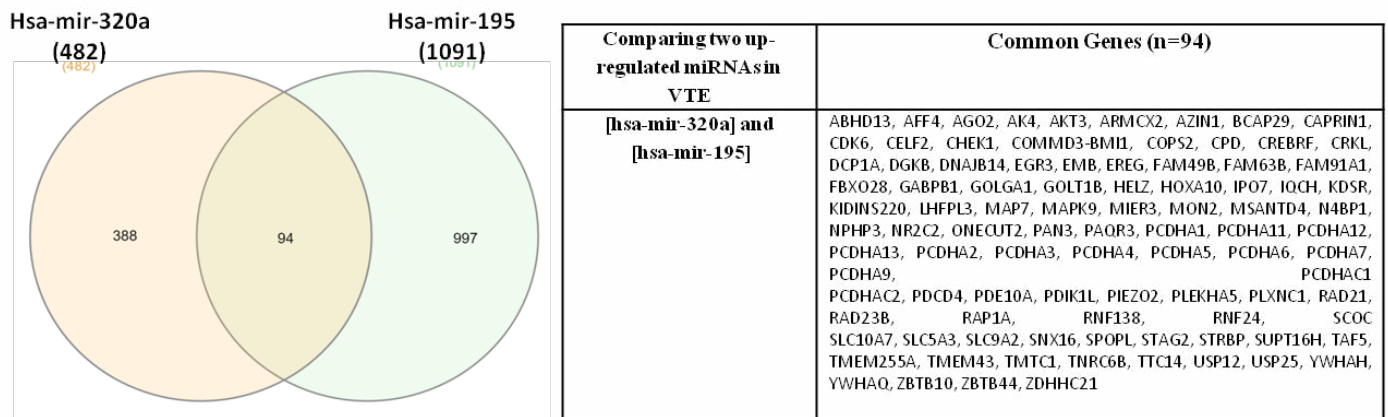 Hsa-mir-320a
(482)
(482)
Hsa-mir-195
(1091)
(1091)
388
94
997
Comparing two up-
regulated miRNAs in
VTE
Common Genes (n=94)
[hsa-mir-320a] and
[hsa-mir-195]
ABHD13, AFF4, AGO2, AK4, AKT3, ARMCX2, AZIN1, BCAP29, CAPRIN1,
CDK6, CELF2, CHEK1, COMMD3-BMI1, COPS2, CPD, CREBRF, CRKL,
DCP1A, DGKB, DNAJB14, EGR3, EMB, EREG, FAM49B, FAM63B, FAM91A1,
FBXO28, GABPB1, GOLGA1, GOLT1B, HELZ, HOXA10, IPO7, IQCH, KDSR,
KIDINS220, LHFPL3, MAP7, MAPK9, MIER3, MON2, MSANTD4, N4BP1,
NPHP3, NR2C2, ONECUT2, PAN3, PAQR3, PCDHA1, PCDHA11, PCDHA12,
PCDHA13, PCDHA2, PCDHA3, PCDHA4, PCDHA5, PCDHA6, PCDHA7,
PCDHA9, PCDHAC1
PCDHAC2, PDCD4, PDE10A, PDIK1L, PIEZO2, PLEKHA5, PLXNC1, RAD21,
RAD23B, RAP1A, RNF138, RNF24, SCOC
SLC10A7, SLC5A3, SLC9A2, SNX16, SPOPL, STAG2, STRBP, SUPT16H, TAF5,
TMEM255A, TMEM43, TMTC1, TNRC6B, TTC14, USP12, USP25, YWHAH,
YWHAQ, ZBTB10, ZBTB44, ZDHHC21